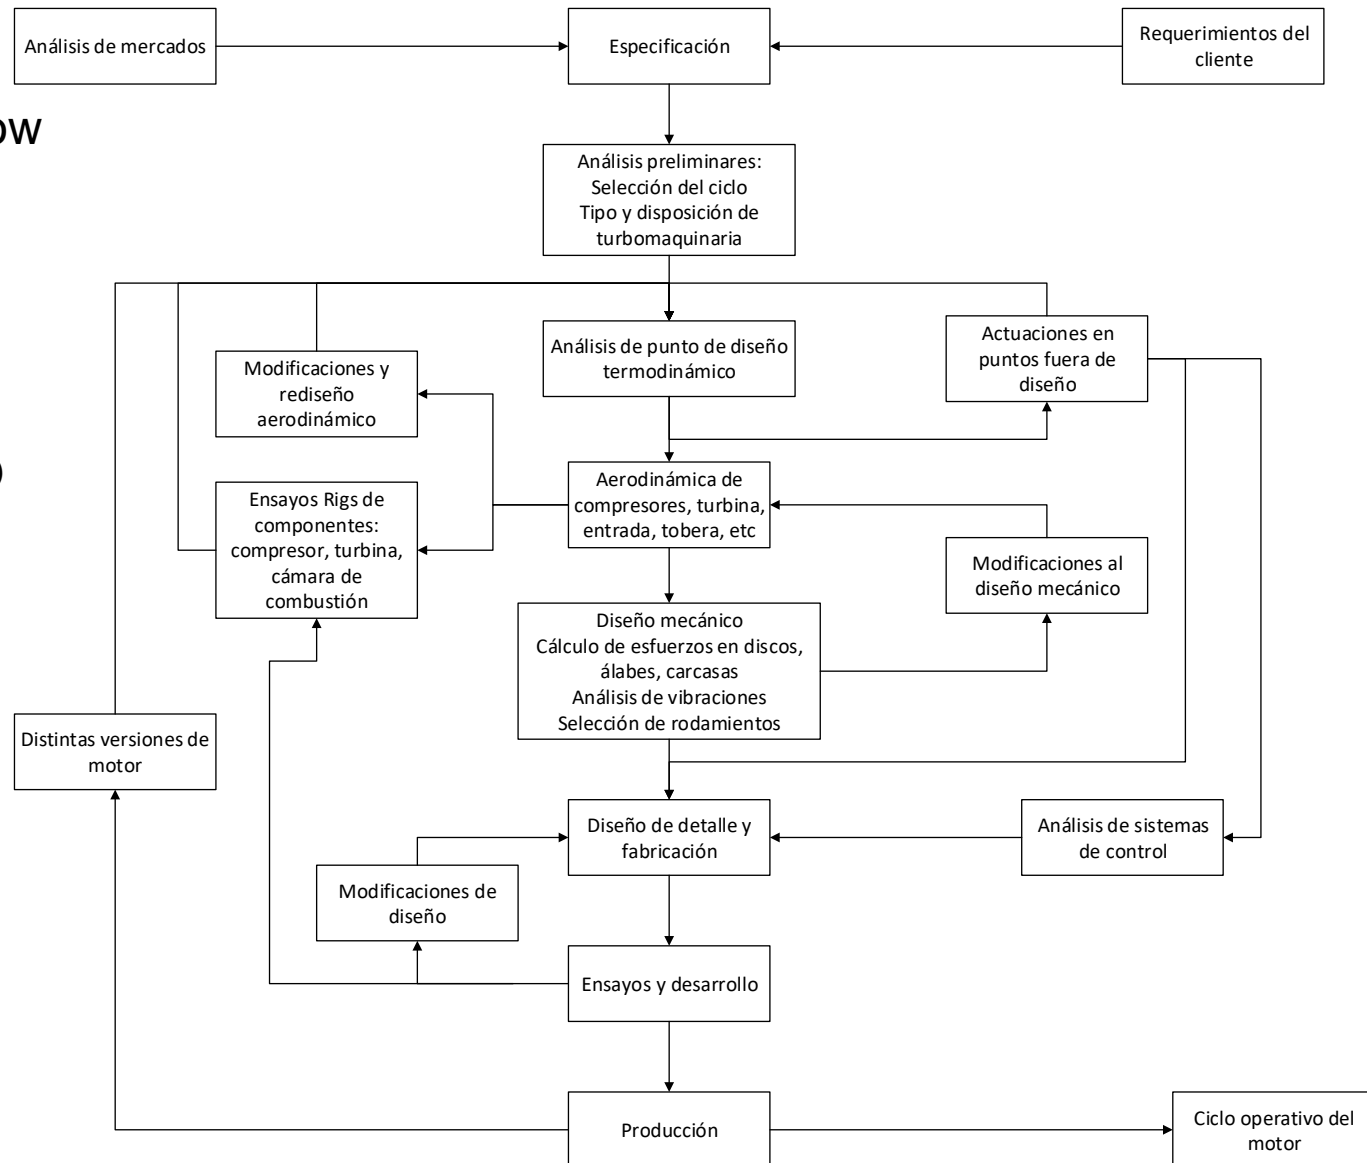 Análisis de mercados
Especificación
Requerimientos del
cliente
ow
Análisis preliminares:
Selección del ciclo
Tipo y disposición de
turbomaquinaria
Análisis de punto de diseño
termodinámico
Actuaciones en
puntos fuera de
diseño
Modificaciones y
rediseño
aerodinámico
)
Aerodinámica de
compresores, turbina,
entrada, tobera, etc
Ensayos Rigs de
componentes:
compresor, turbina,
cámara de
combustión
Modificaciones al
diseño mecánico
Diseño mecánico
Cálculo de esfuerzos en discos,
álabes, carcasas
Análisis de vibraciones
Selección de rodamientos
Distintas versiones de
motor
Diseño de detalle y
fabricación
Análisis de sistemas
de control
Modificaciones de
diseño
Ensayos y desarrollo
Producción
Ciclo operativo del
motor